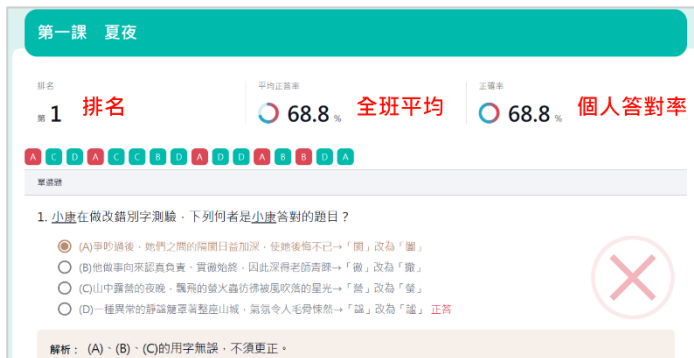 第一課 夏夜
排名
平均正答率
正確率
第 1 排名
68.8 % 全班平均
68.8 % 個人答對率
A C D A C C B D A D D A B B D A
單選題
1. 小康在做改錯別字測驗，下列何者是小康答對的題目？
(A)爭吵過後，她們之間的隔閡日益加深，使她後悔不已→「閡」改為「闔」
(B)他做事向來認真負責、貫徹始終，因此深得老師青睞→「徹」改為「撤」
(C)山中露營的夜晚，飄飛的螢火蟲彷彿被風吹落的星光→「營」改為「螢」
(D)一種異常的靜謐籠罩著整座山城，氣氛令人毛骨悚然→「謐」改為「謐」 正答
解析： (A)、(B)、(C)的用字無誤，不須更正。